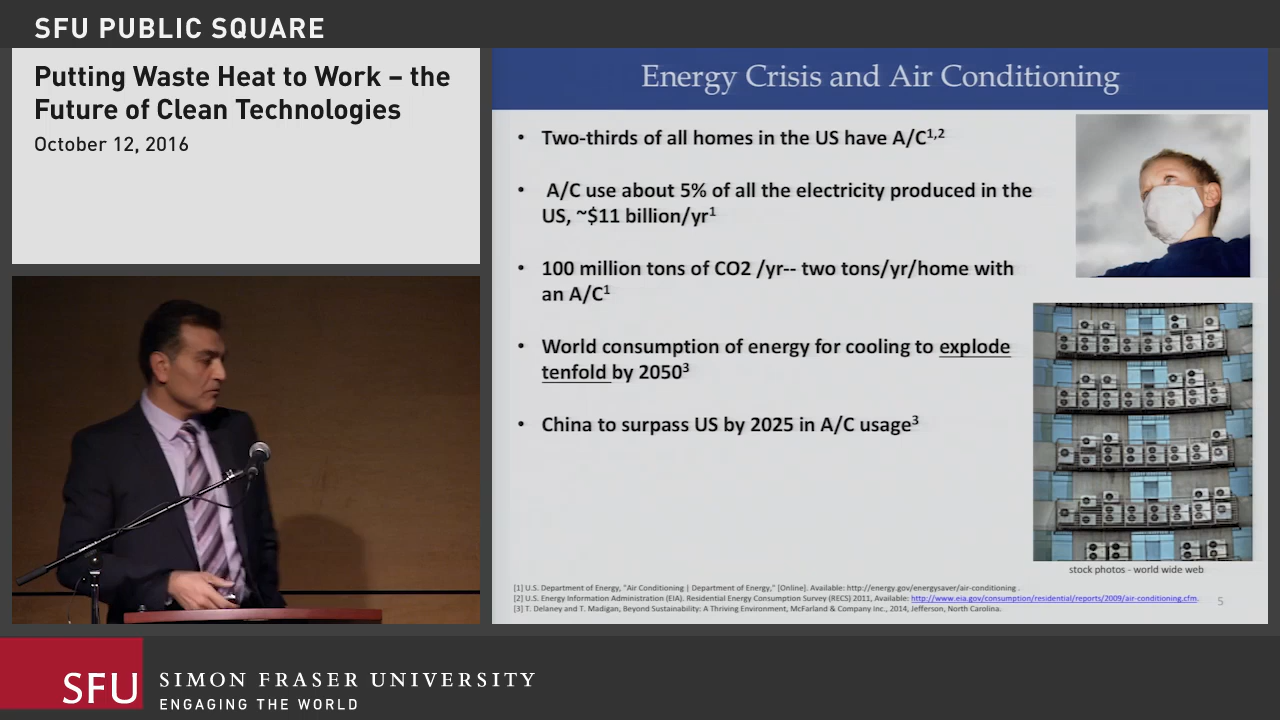 SFU PUBLIC SQUARE
Putting Waste Heat to Work – the
Future of Clean Technologies
October 12, 2016
Energy Crisis and Air Conditioning
• Two-thirds of all homes in the US have A/C1,2
• A/C use about 5% of all the electricity produced in the
US, ~$11 billion/yr1
• 100 million tons of CO2 /yr-- two tons/yr/home with
an A/C1
• World consumption of energy for cooling to explode
tenfold by 20503
• China to surpass US by 2025 in A/C usage3
stock photos - world wide web
[1] U.S. Department of Energy, "Air Conditioning | Department of Energy," [Online]. Available: http://energy.gov/energysaver/air-conditioning .
[2] U.S. Energy Information Administration (EIA). Residential Energy Consumption Survey (RECS) 2011, Available: http://www.eia.gov/consumption/residential/reports/2009/air-conditioning.cfm.
[3] T. Delaney and T. Madigan, Beyond Sustainability: A Thriving Environment, McFarland & Company Inc., 2014, Jefferson, North Carolina.
5
SFU
SIMON FRASER UNIVERSITY
ENGAGING THE WORLD